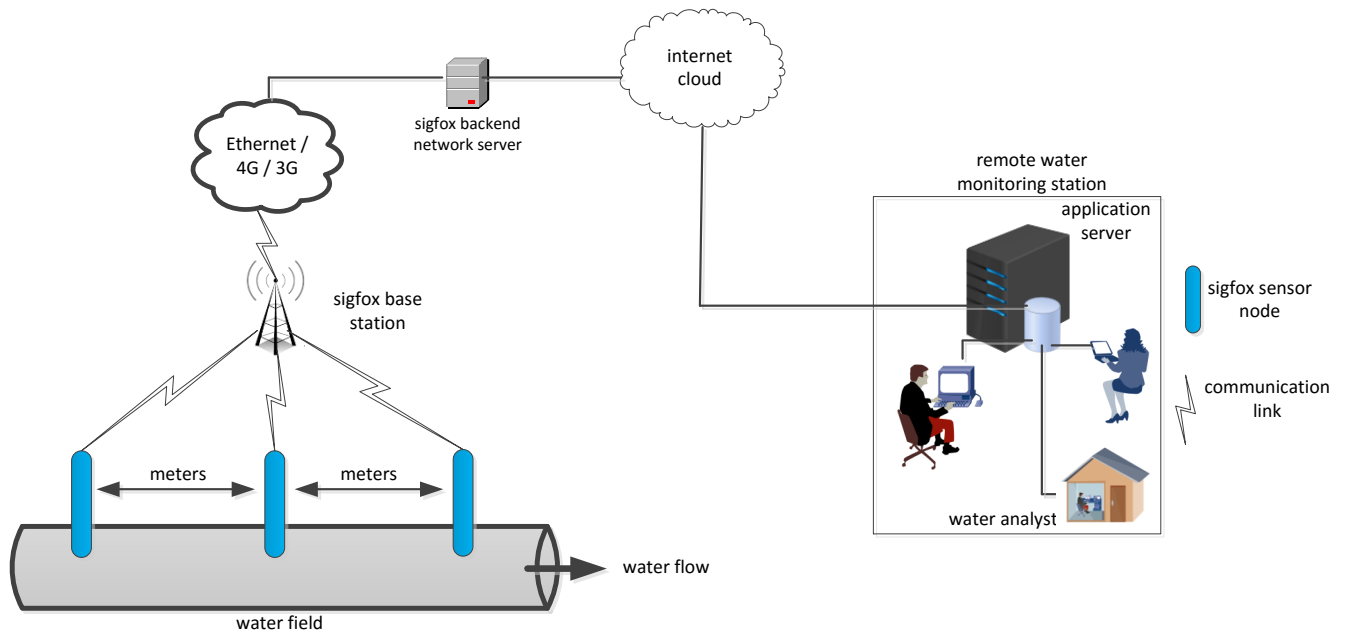 internet
cloud
sigfox backend
network server
Ethernet /
4G / 3G
remote water
monitoring station
application
server
sigfox base
station
sigfox sensor
node
communication
link
meters
meters
water analyst
water flow
water field